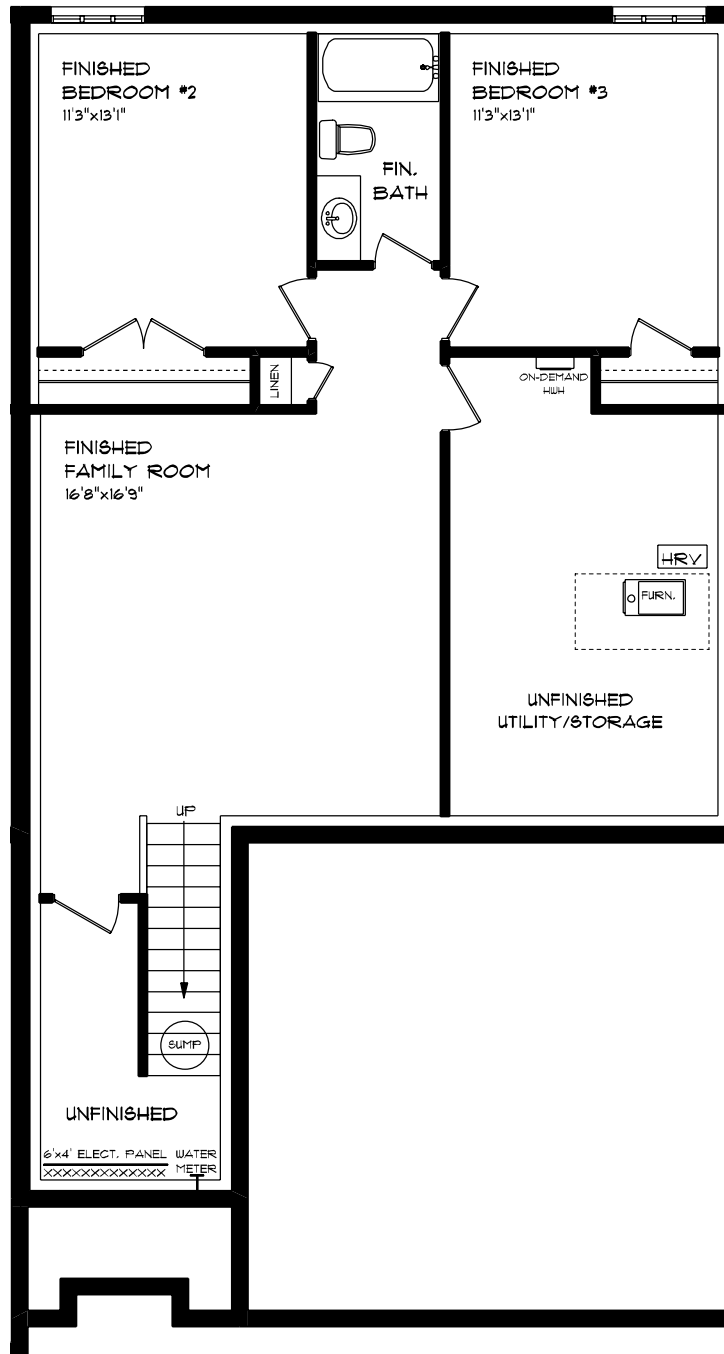 FINISHED
BEDROOM #2
11'3"x13'1"
FINISHED
BEDROOM #3
11'3"x13'1"
FIN.
BATH
LINEN
ON-DEMAND
HWH
FINISHED
FAMILY ROOM
16'8"x16'9"
HRV
FURN.
UNFINISHED
UTILITY/STORAGE
UP
SUMP
UNFINISHED
6'x4' ELECT. PANEL
WATER
METER